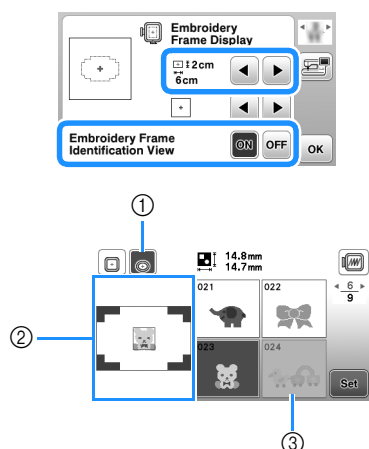 Embroidery
Frame Display
2cm
6cm
Embroidery Frame
Identification View
ON
OFF
OK
①
14.8mm
14.7mm
021
022
6
9
②
023
024
Set
③